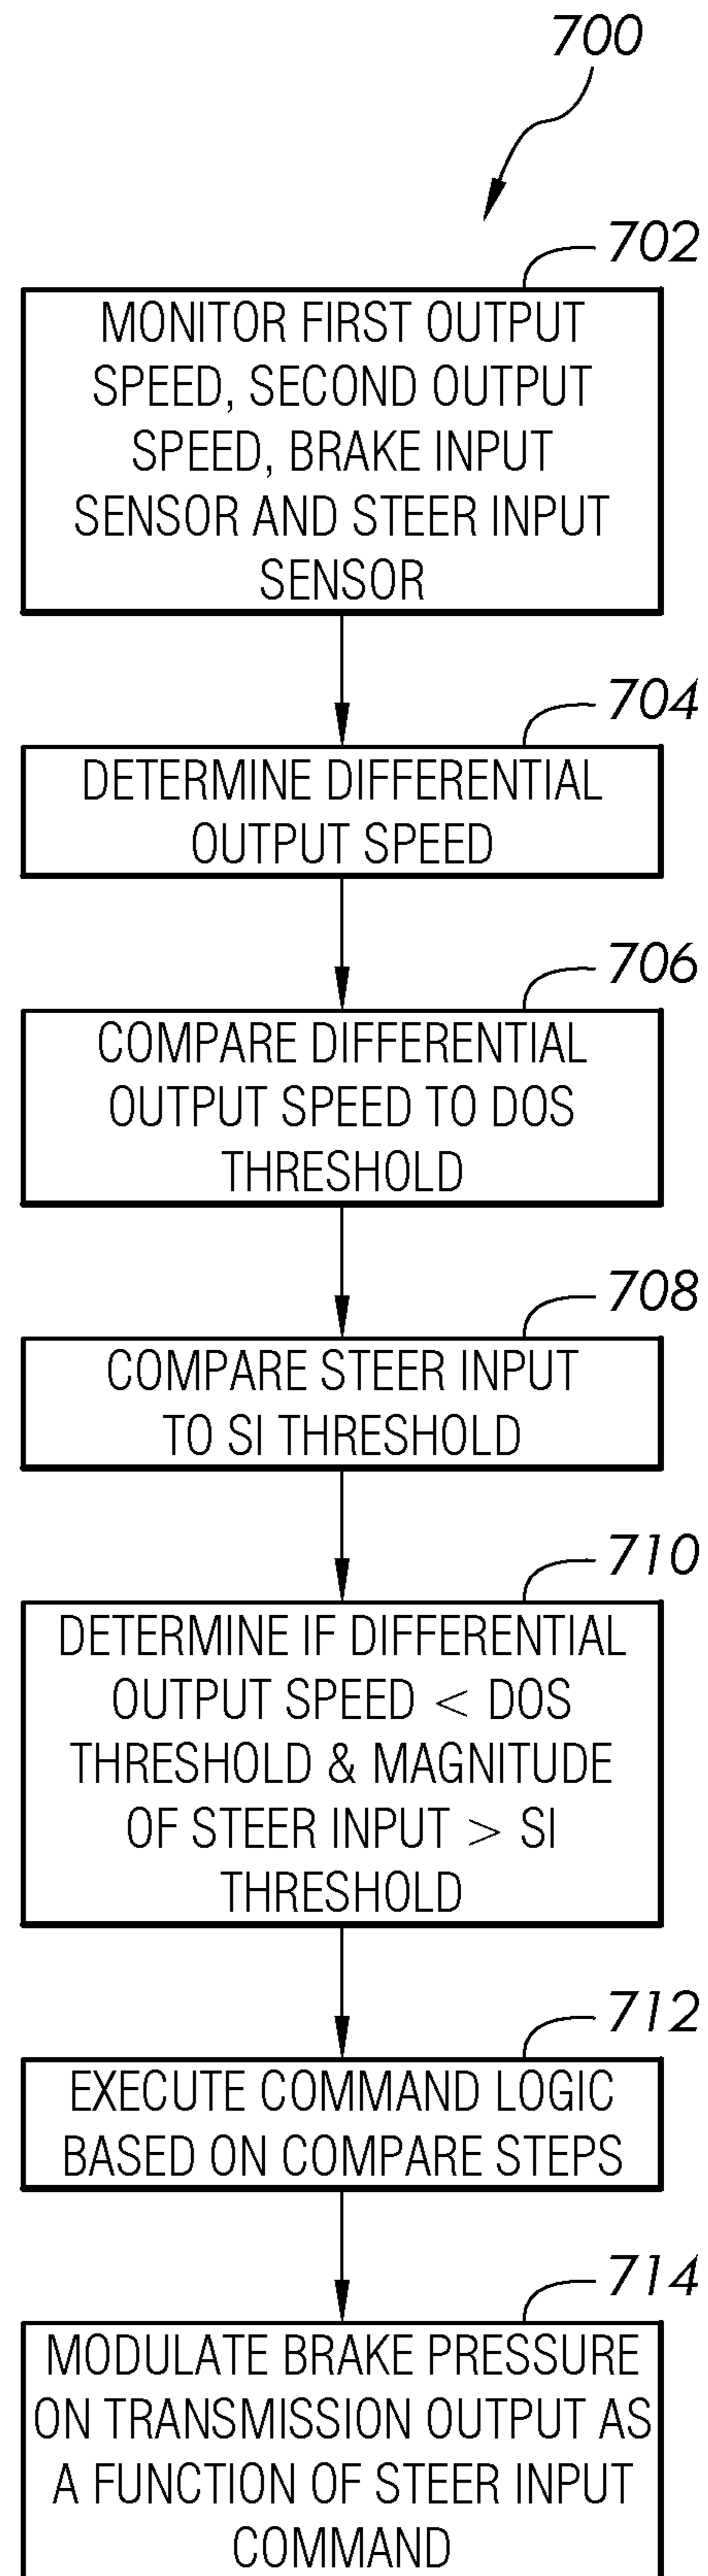 700
702
MONITOR FIRST OUTPUT
SPEED, SECOND OUTPUT
SPEED, BRAKE INPUT
SENSOR AND STEER INPUT
SENSOR
704
DETERMINE DIFFERENTIAL
OUTPUT SPEED
706
COMPARE DIFFERENTIAL
OUTPUT SPEED TO DOS
THRESHOLD
708
COMPARE STEER INPUT
TO SI THRESHOLD
710
DETERMINE IF DIFFERENTIAL
OUTPUT SPEED < DOS
THRESHOLD & MAGNITUDE
OF STEER INPUT > SI
THRESHOLD
712
EXECUTE COMMAND LOGIC
BASED ON COMPARE STEPS
714
MODULATE BRAKE PRESSURE
ON TRANSMISSION OUTPUT AS
A FUNCTION OF STEER INPUT
COMMAND